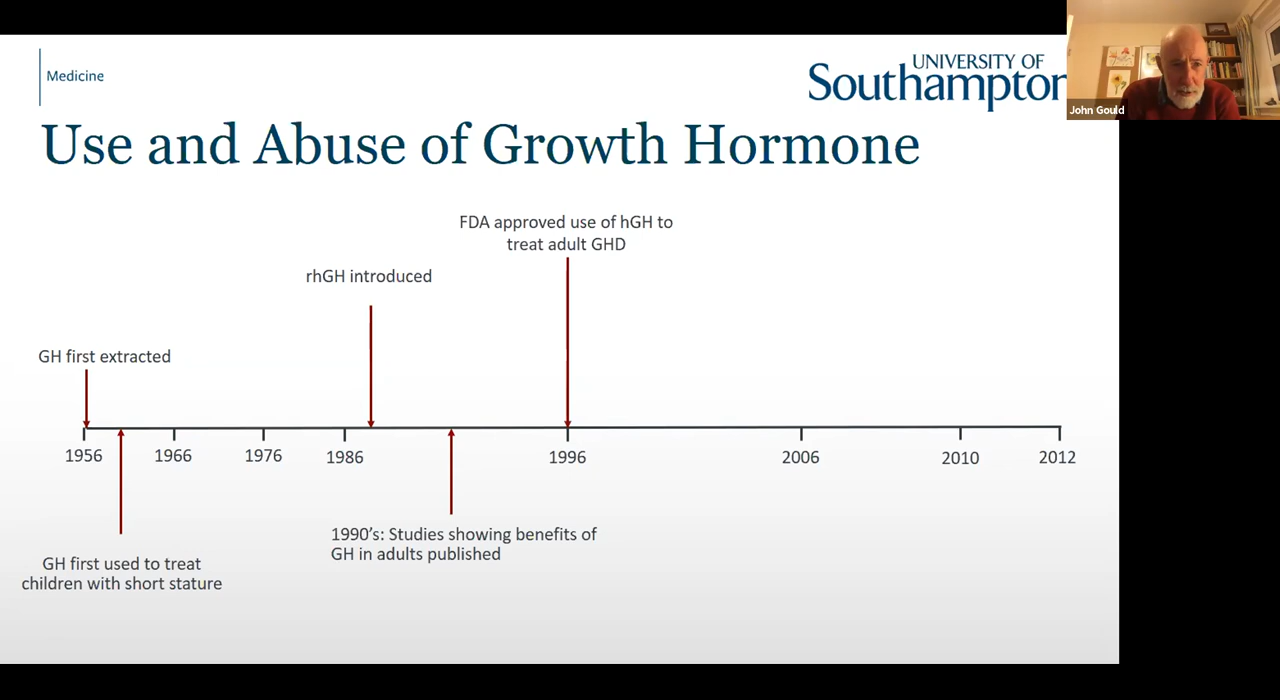 Medicine
UNIVERSITY OF
Southampton
John Gould
Use and Abuse of Growth Hormone
FDA approved use of hGH to
treat adult GHD
rhGH introduced
GH first extracted
1956
1966
1976
1986
1996
2006
2010
2012
1990’s: Studies showing benefits of
GH in adults published
GH first used to treat
children with short stature